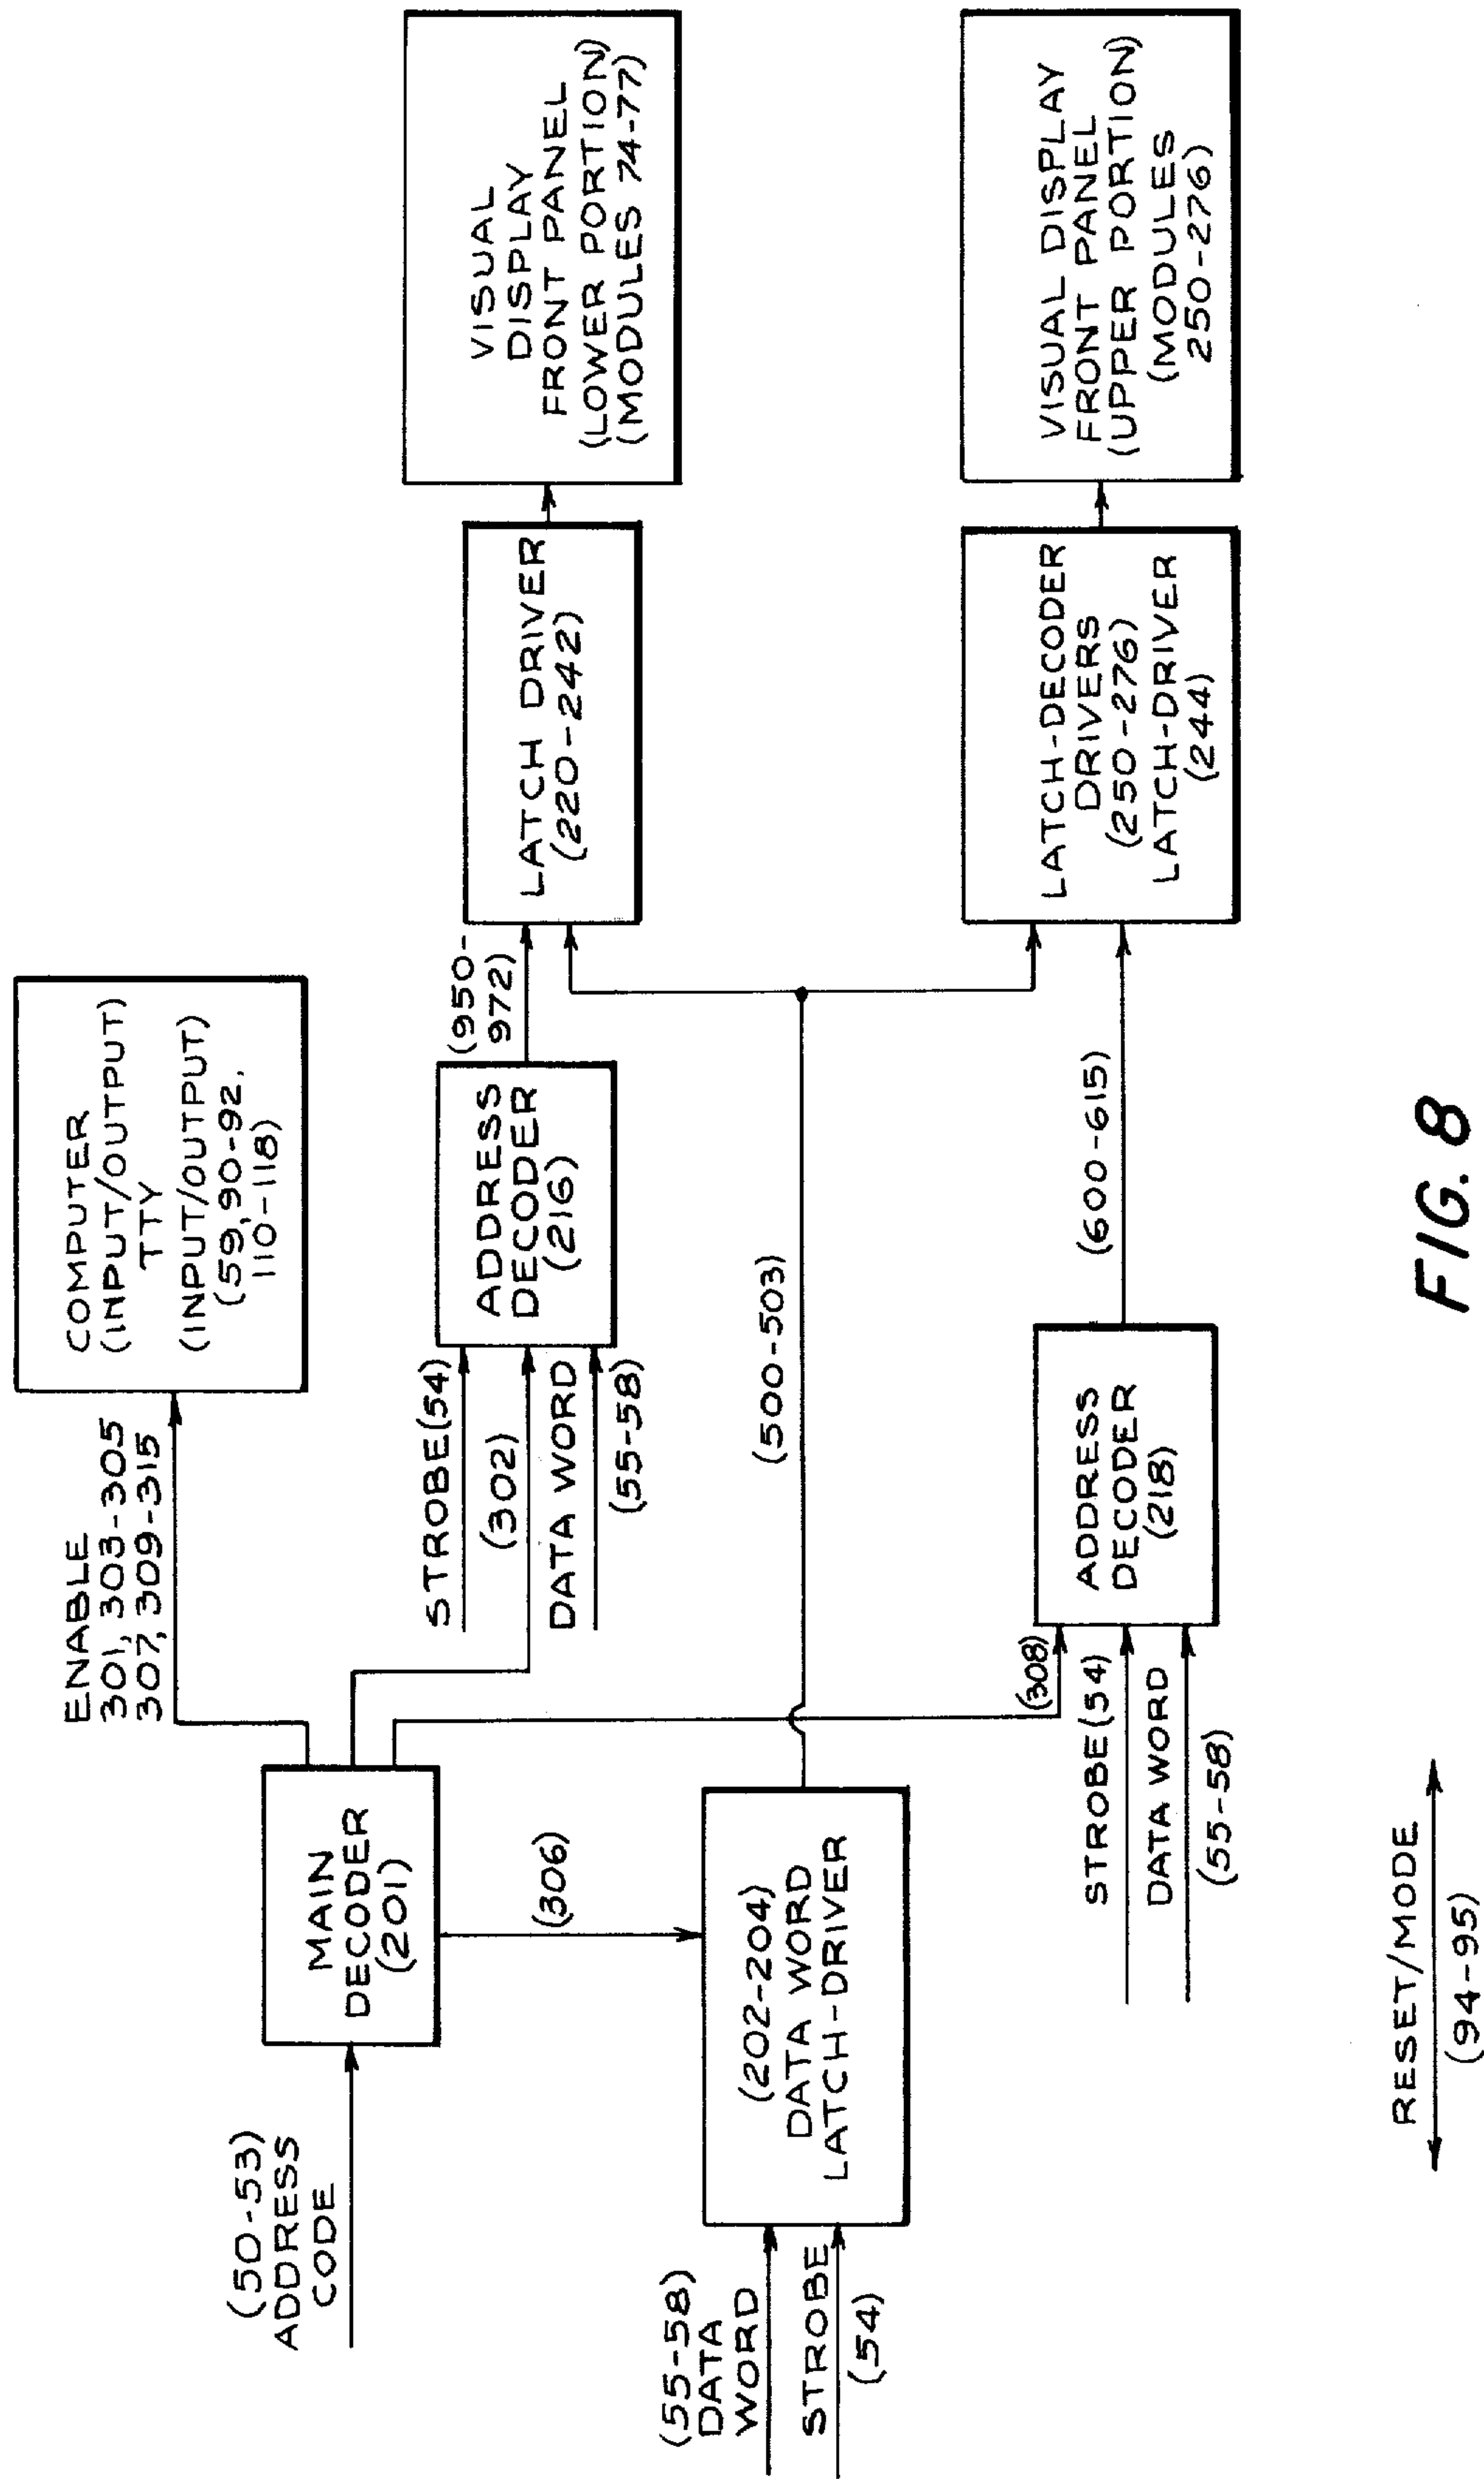 (50-53)
ADDRESS
CODE
MAIN
DECODER
(201)
ENABLE
301, 303-305
307, 309-315
COMPUTER
(INPUT/OUTPUT)
TTY
(INPUT/OUTPUT)
(59,90-92,
110-118)
STROBE(54)
(302)
DATA WORD
(55-58)
ADDRESS
DECODER
(216)
(950-
972)
LATCH DRIVER
(220-242)
VISUAL
DISPLAY
FRONT PANEL
(LOWER PORTION)
(MODULES 74-77)
(306)
(55-58)
DATA
WORD
STROBE
(54)
(202-204)
DATA WORD
LATCH-DRIVER
(500-503)
(308)
STROBE(54)
DATA WORD
(55-58)
ADDRESS
DECODER
(218)
(600-615)
LATCH-DECODER
DRIVERS
(250-276)
LATCH-DRIVER
(244)
VISUAL DISPLAY
FRONT PANEL
(UPPER PORTION)
(MODULES
250-276)
RESET/MODE
(94-95)
FIG. 8